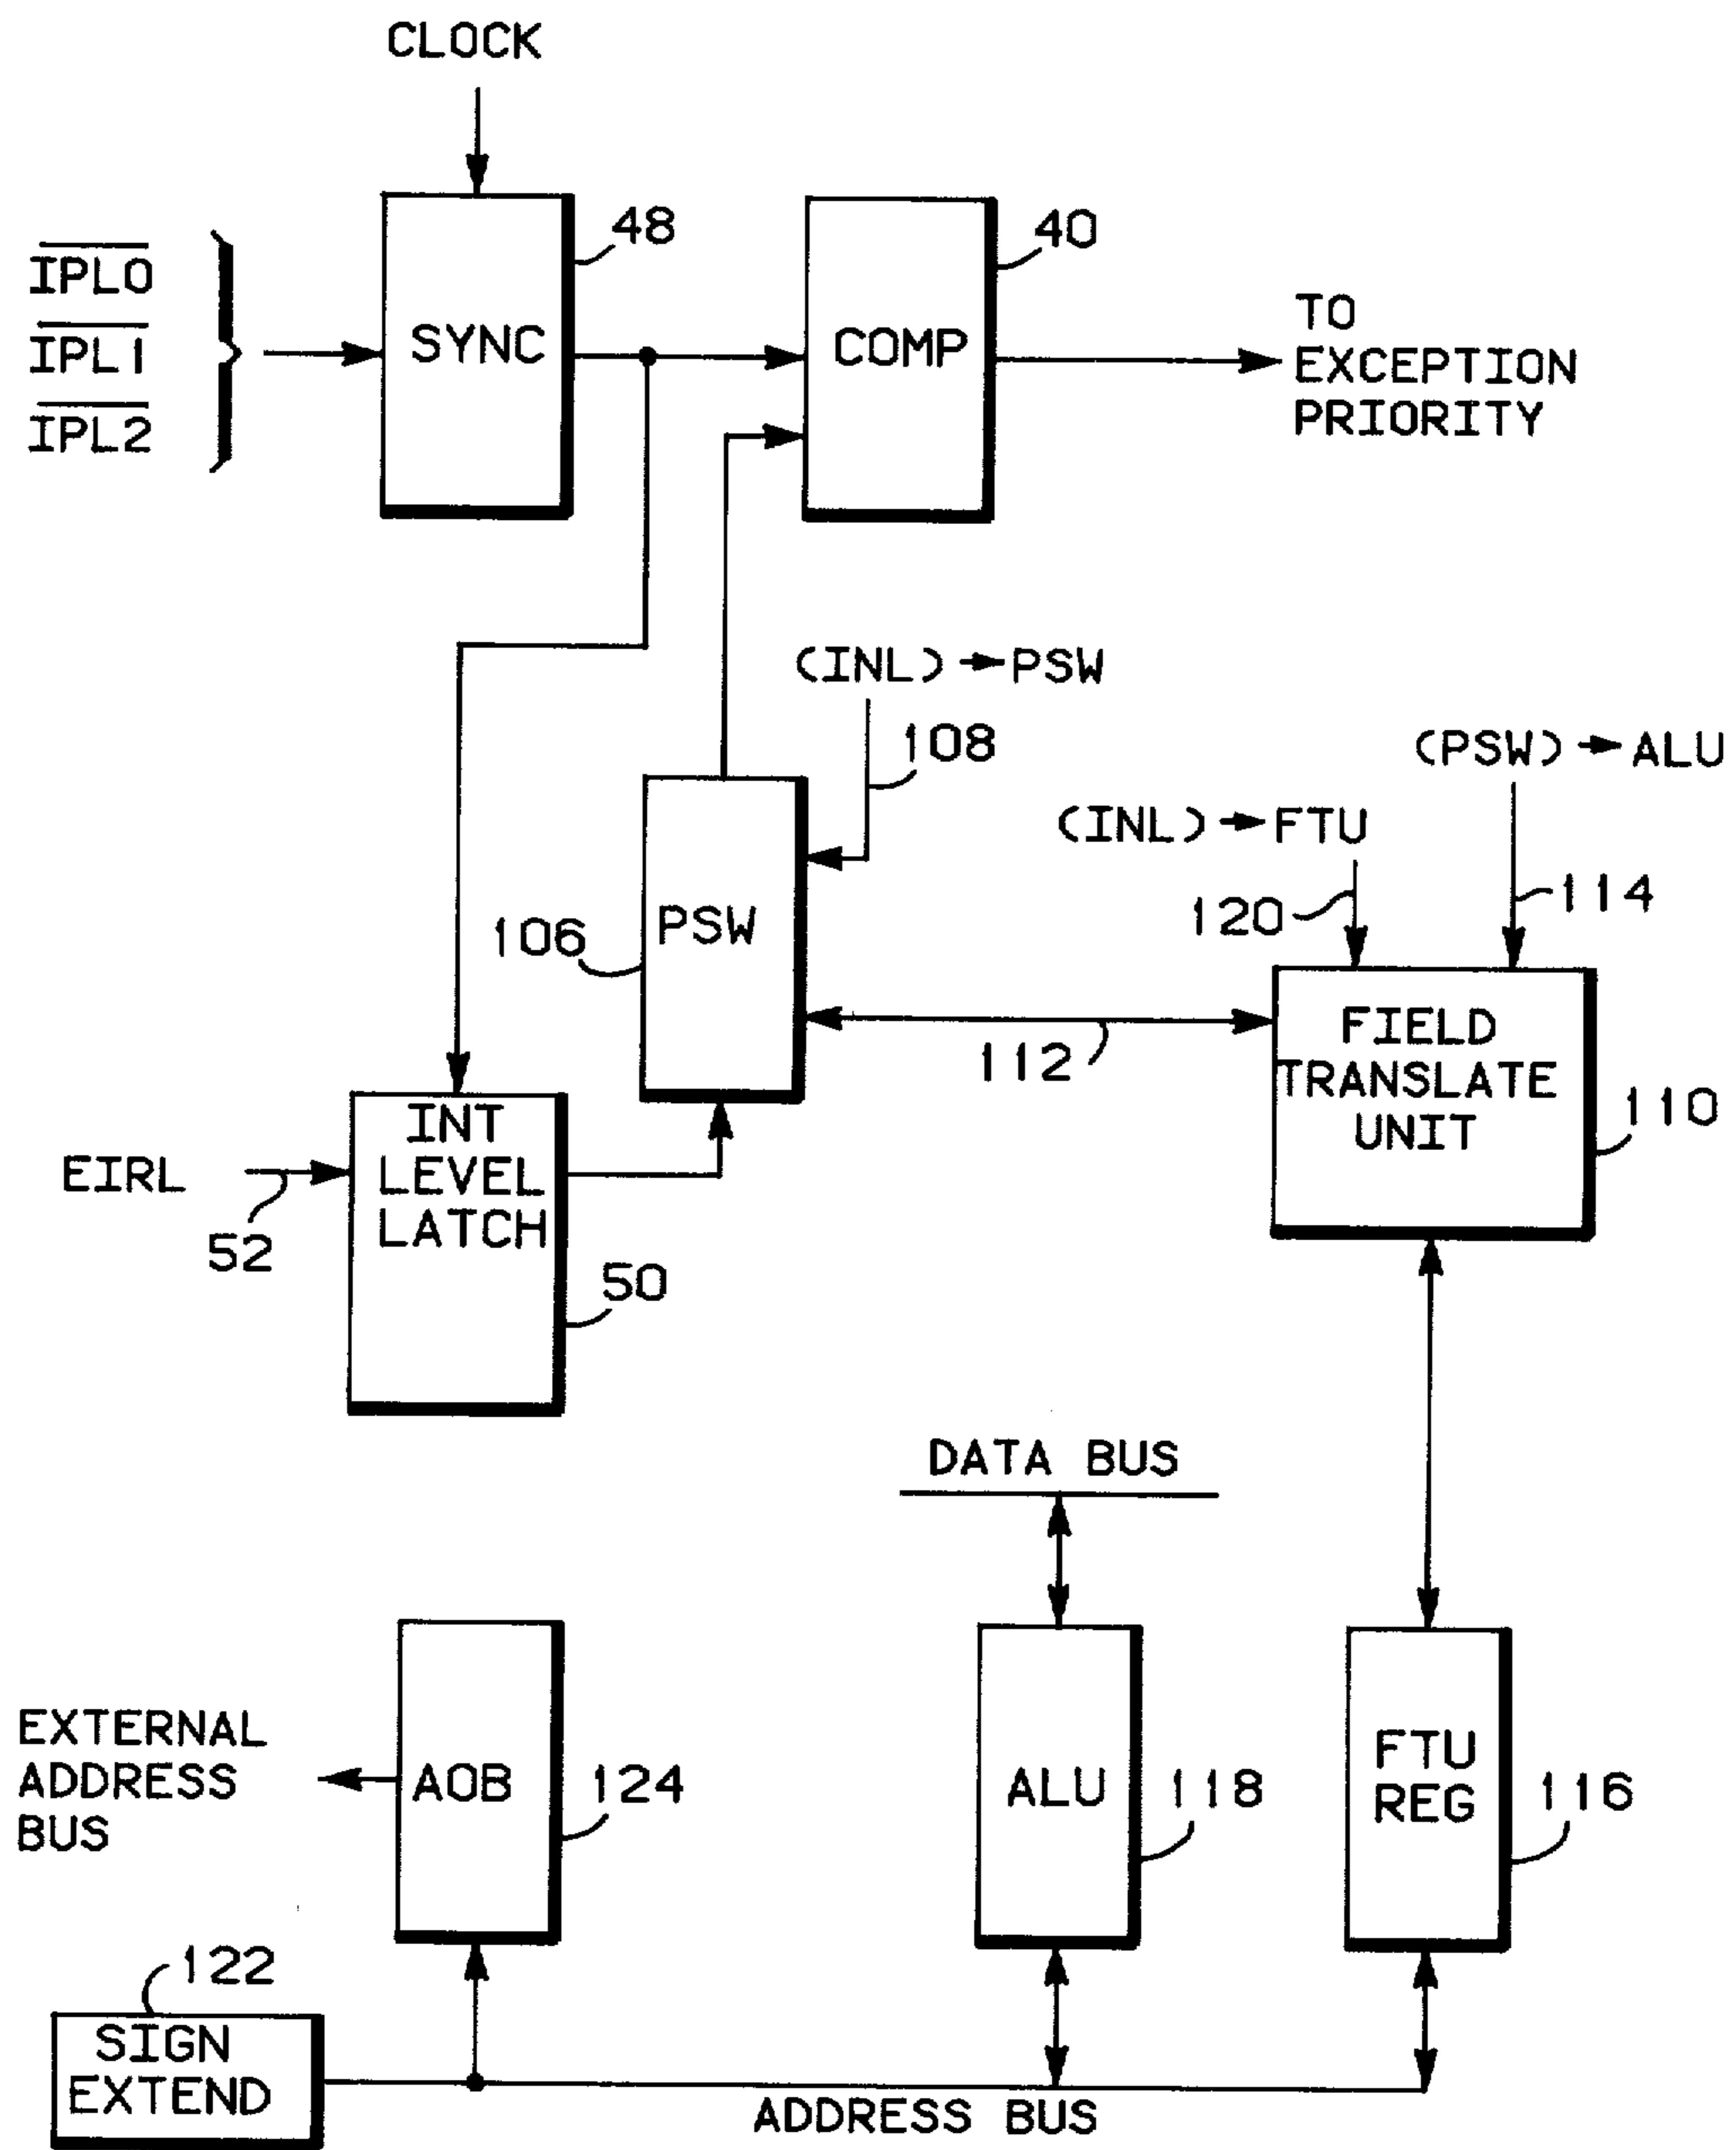 CLOCK
IPL0
IPL1
IPL2
SYNC
48
COMP
40
TO
EXCEPTION
PRIORITY
(INL)→PSW
108
(PSW)→ALU
(INL)→FTU
120
114
PSW
106
112
FIELD
TRANSLATE
UNIT
110
EIRL
52
INT
LEVEL
LATCH
50
DATA BUS
EXTERNAL
ADDRESS
BUS
AOB
124
ALU
118
FTU
REG
116
122
SIGN
EXTEND
ADDRESS BUS